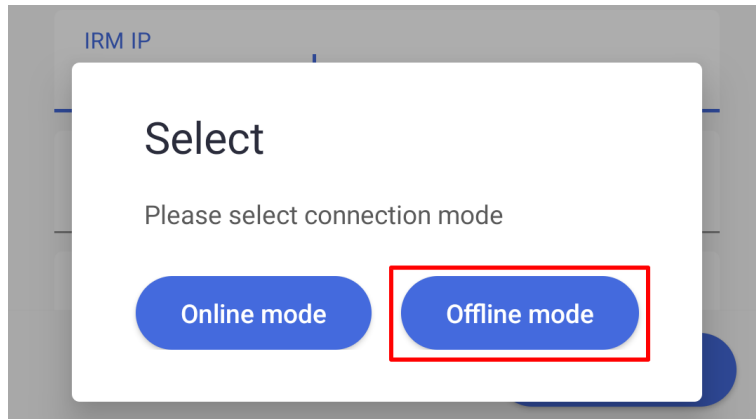 IRM IP
Select
Please select connection mode
Online mode
Offline mode